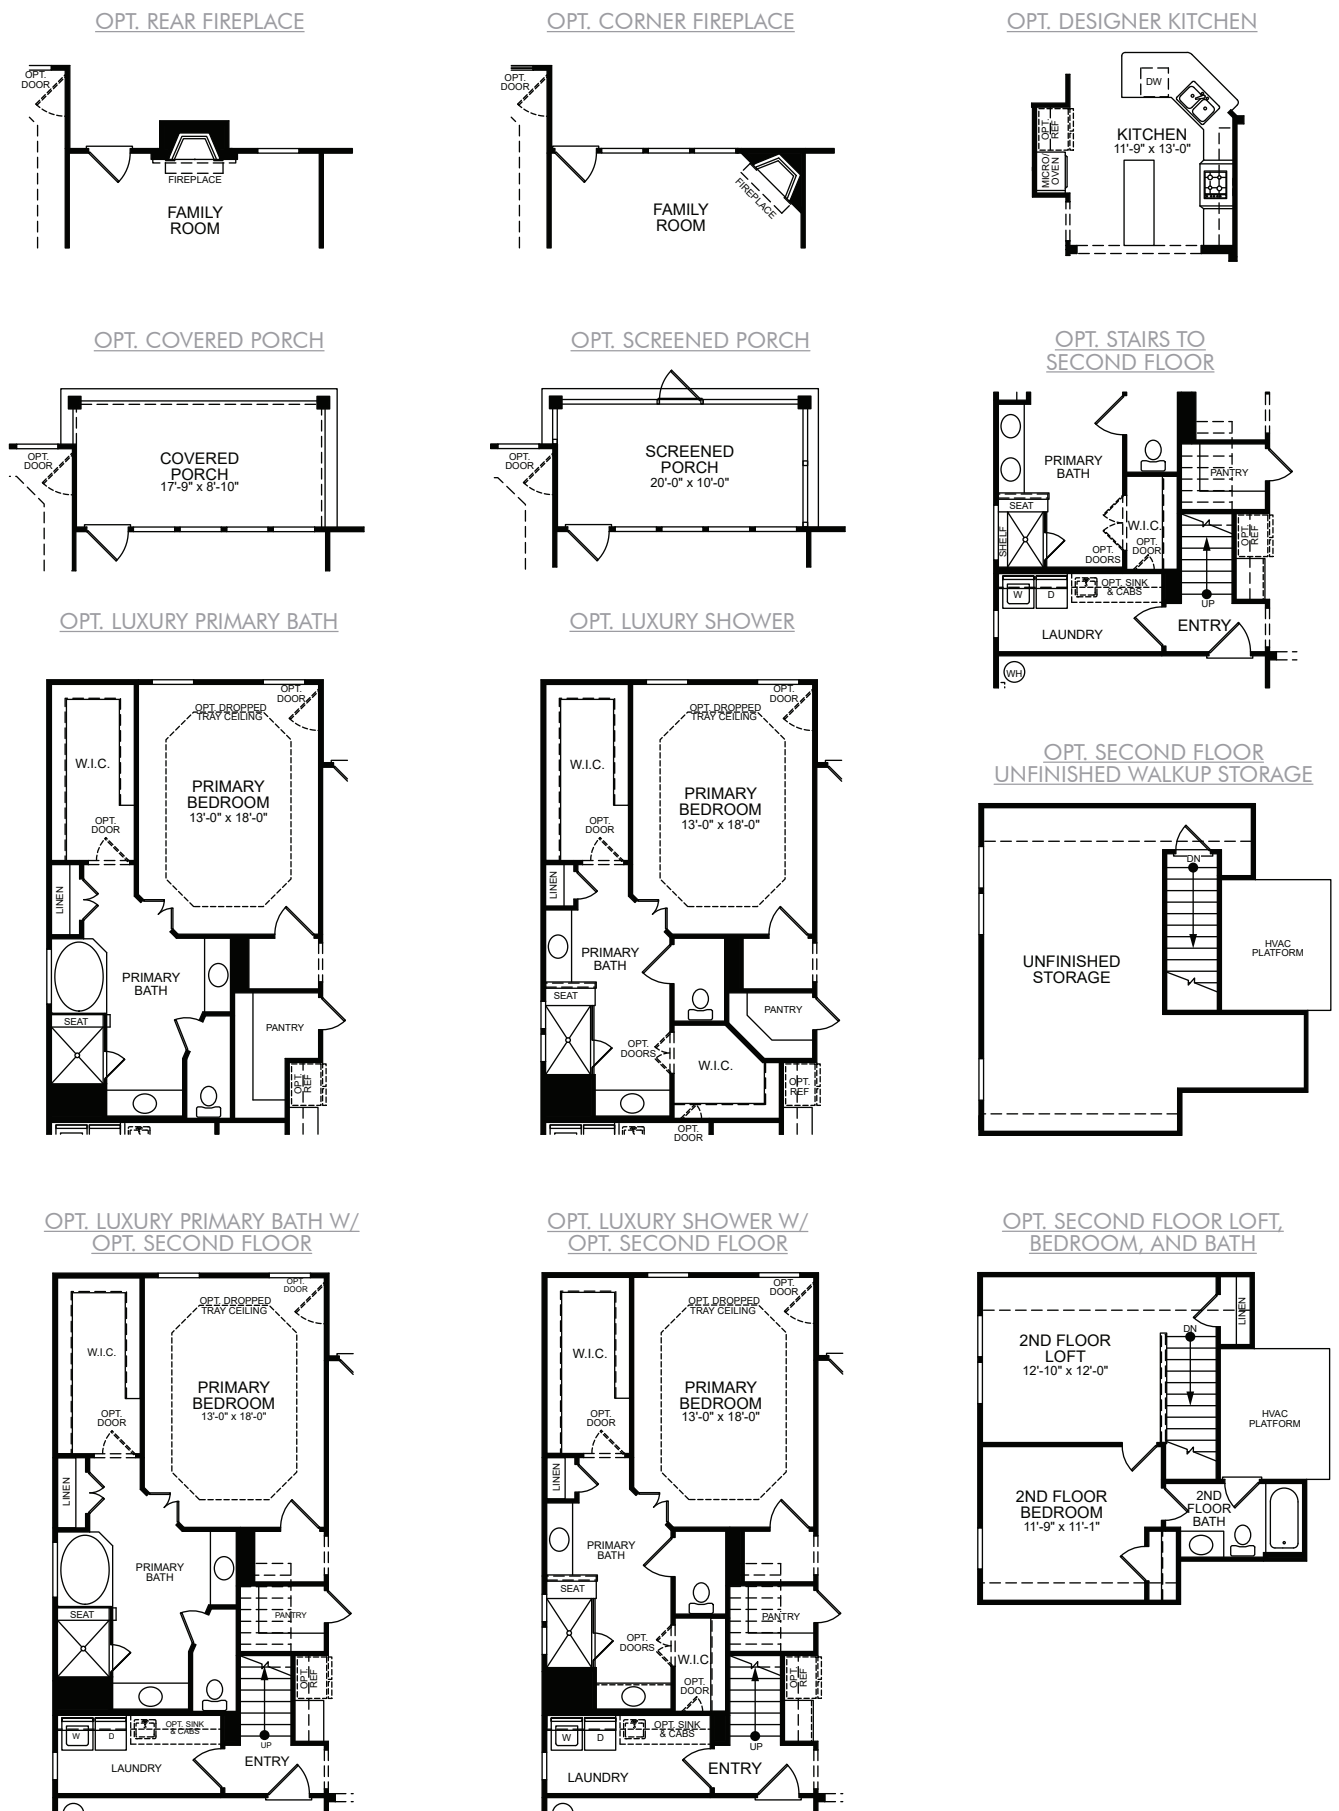 OPT. REAR FIREPLACE
OPT.
DOOR
FIREPLACE
FAMILY
ROOM
OPT. CORNER FIREPLACE
OPT.
DOOR
FIREPLACE
FAMILY
ROOM
OPT. DESIGNER KITCHEN
DW
OPT.
REF
KITCHEN
11'-9" x 13'-0"
MICRO/
OVEN
OPT. COVERED PORCH
OPT.
DOOR
COVERED
PORCH
17'-9" x 8'-10"
OPT. SCREENED PORCH
OPT.
DOOR
SCREENED
PORCH
20'-0" x 10'-0"
OPT. STAIRS TO
SECOND FLOOR
PRIMARY
BATH
PANTRY
SEAT
SHELF
W.I.C.
OPT.
DOOR
OPT.
DOORS
OPT.
REF
W
D
OPT. SINK
& CABS
UP
LAUNDRY
ENTRY
WH
OPT. LUXURY PRIMARY BATH
OPT.
DOOR
OPT. DROPPED
TRAY CEILING
W.I.C.
PRIMARY
BEDROOM
13'-0" x 18'-0"
OPT.
DOOR
LINEN
PRIMARY
BATH
SEAT
PANTRY
OPT.
REF
OPT. LUXURY SHOWER
OPT.
DOOR
OPT. DROPPED
TRAY CEILING
W.I.C.
PRIMARY
BEDROOM
13'-0" x 18'-0"
OPT.
DOOR
LINEN
PRIMARY
BATH
SEAT
PANTRY
OPT.
DOORS
W.I.C.
OPT.
REF
OPT.
DOOR
OPT. SECOND FLOOR
UNFINISHED WALKUP STORAGE
DN
UNFINISHED
STORAGE
HVAC
PLATFORM
OPT. LUXURY PRIMARY BATH W/
OPT. SECOND FLOOR
OPT.
DOOR
OPT. DROPPED
TRAY CEILING
W.I.C.
PRIMARY
BEDROOM
13'-0" x 18'-0"
OPT.
DOOR
LINEN
PRIMARY
BATH
SEAT
PANTRY
OPT.
REF
W
D
OPT. SINK
& CABS
UP
LAUNDRY
ENTRY
OPT. LUXURY SHOWER W/
OPT. SECOND FLOOR
OPT.
DOOR
OPT. DROPPED
TRAY CEILING
W.I.C.
PRIMARY
BEDROOM
13'-0" x 18'-0"
OPT.
DOOR
LINEN
PRIMARY
BATH
SEAT
PANTRY
OPT.
DOORS
W.I.C.
OPT.
DOOR
OPT.
REF
W
D
OPT. SINK
& CABS
UP
LAUNDRY
ENTRY
OPT. SECOND FLOOR LOFT,
BEDROOM, AND BATH
LINEN
DN
2ND FLOOR
LOFT
12'-10" x 12'-0"
HVAC
PLATFORM
2ND FLOOR
BEDROOM
11'-9" x 11'-1"
2ND
FLOOR
BATH